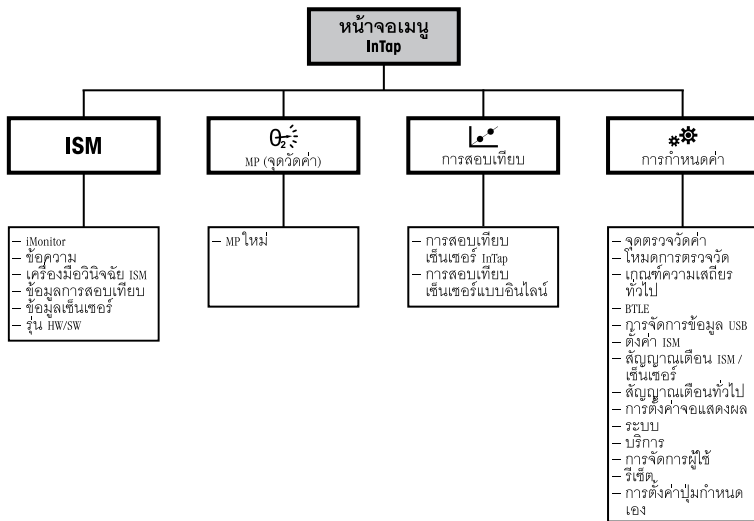 หน้าจอเมนู
InTap
ISM
O₂
MP (จุดวัดค่า)
การสอบเทียบ
การกำหนดค่า
– iMonitor
– ข้อความ
– เครื่องมือวินิจฉัย ISM
– ข้อมูลการสอบเทียบ
– ข้อมูลเซ็นเซอร์
– รุ่น HW/SW
– MP ใหม่
– การสอบเทียบ
เซ็นเซอร์ InTap
– การสอบเทียบ
เซ็นเซอร์แบบอินไลน์
– จุดตรวจวัดค่า
– โหมดการตรวจวัด
– เกณฑ์ความเสถียร
ทั่วไป
– BTLE
– การจัดการข้อมูล USB
– ตั้งค่า ISM
– สัญญาณเตือน ISM /
เซ็นเซอร์
– สัญญาณเตือนทั่วไป
– การตั้งค่าจอแสดงผล
– ระบบ
– บริการ
– การจัดการผู้ใช้
– รีเซ็ต
– การตั้งค่าปุ่มกำหนด
เอง